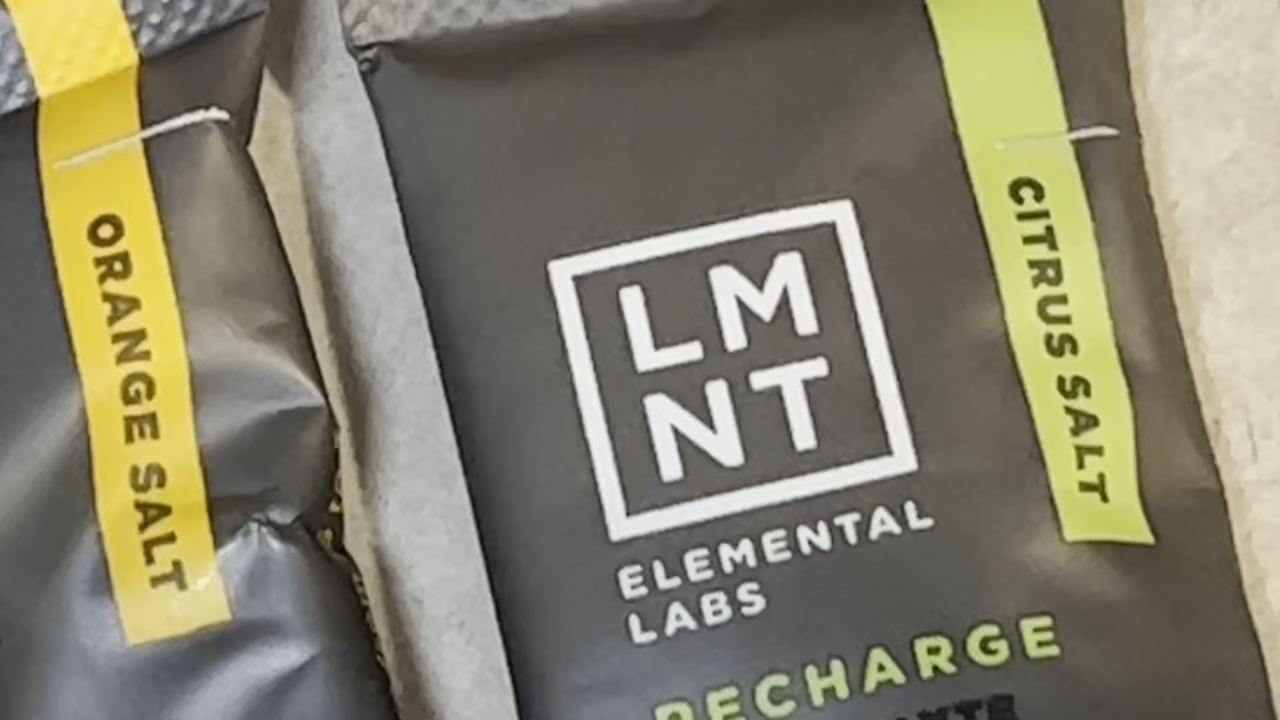 ORANGE SALT
LM
NT
ELEMENTAL
LABS
RECHARGE
CITRUS SALT